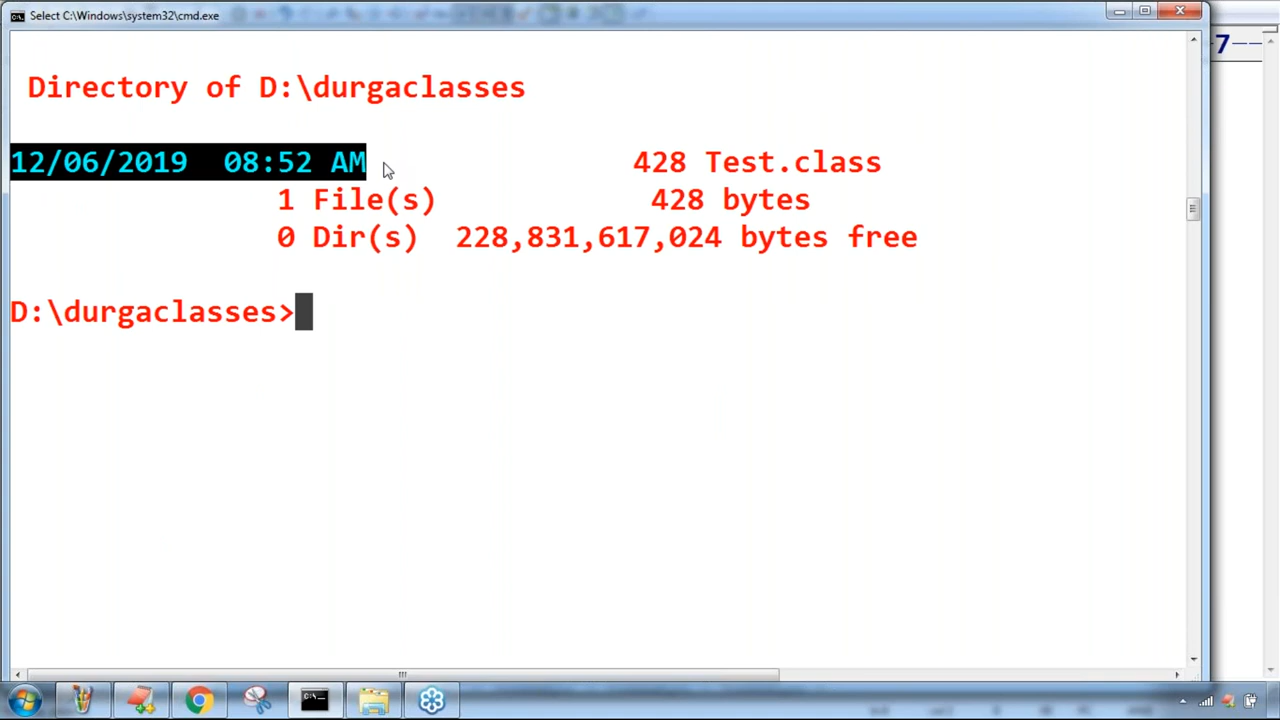 Select C:\Windows\system32\cmd.exe
7--
Directory of D:\durgaclasses
12/06/2019  08:52 AM               428 Test.class
1 File(s)            428 bytes
0 Dir(s)  228,831,617,024 bytes free
D:\durgaclasses>